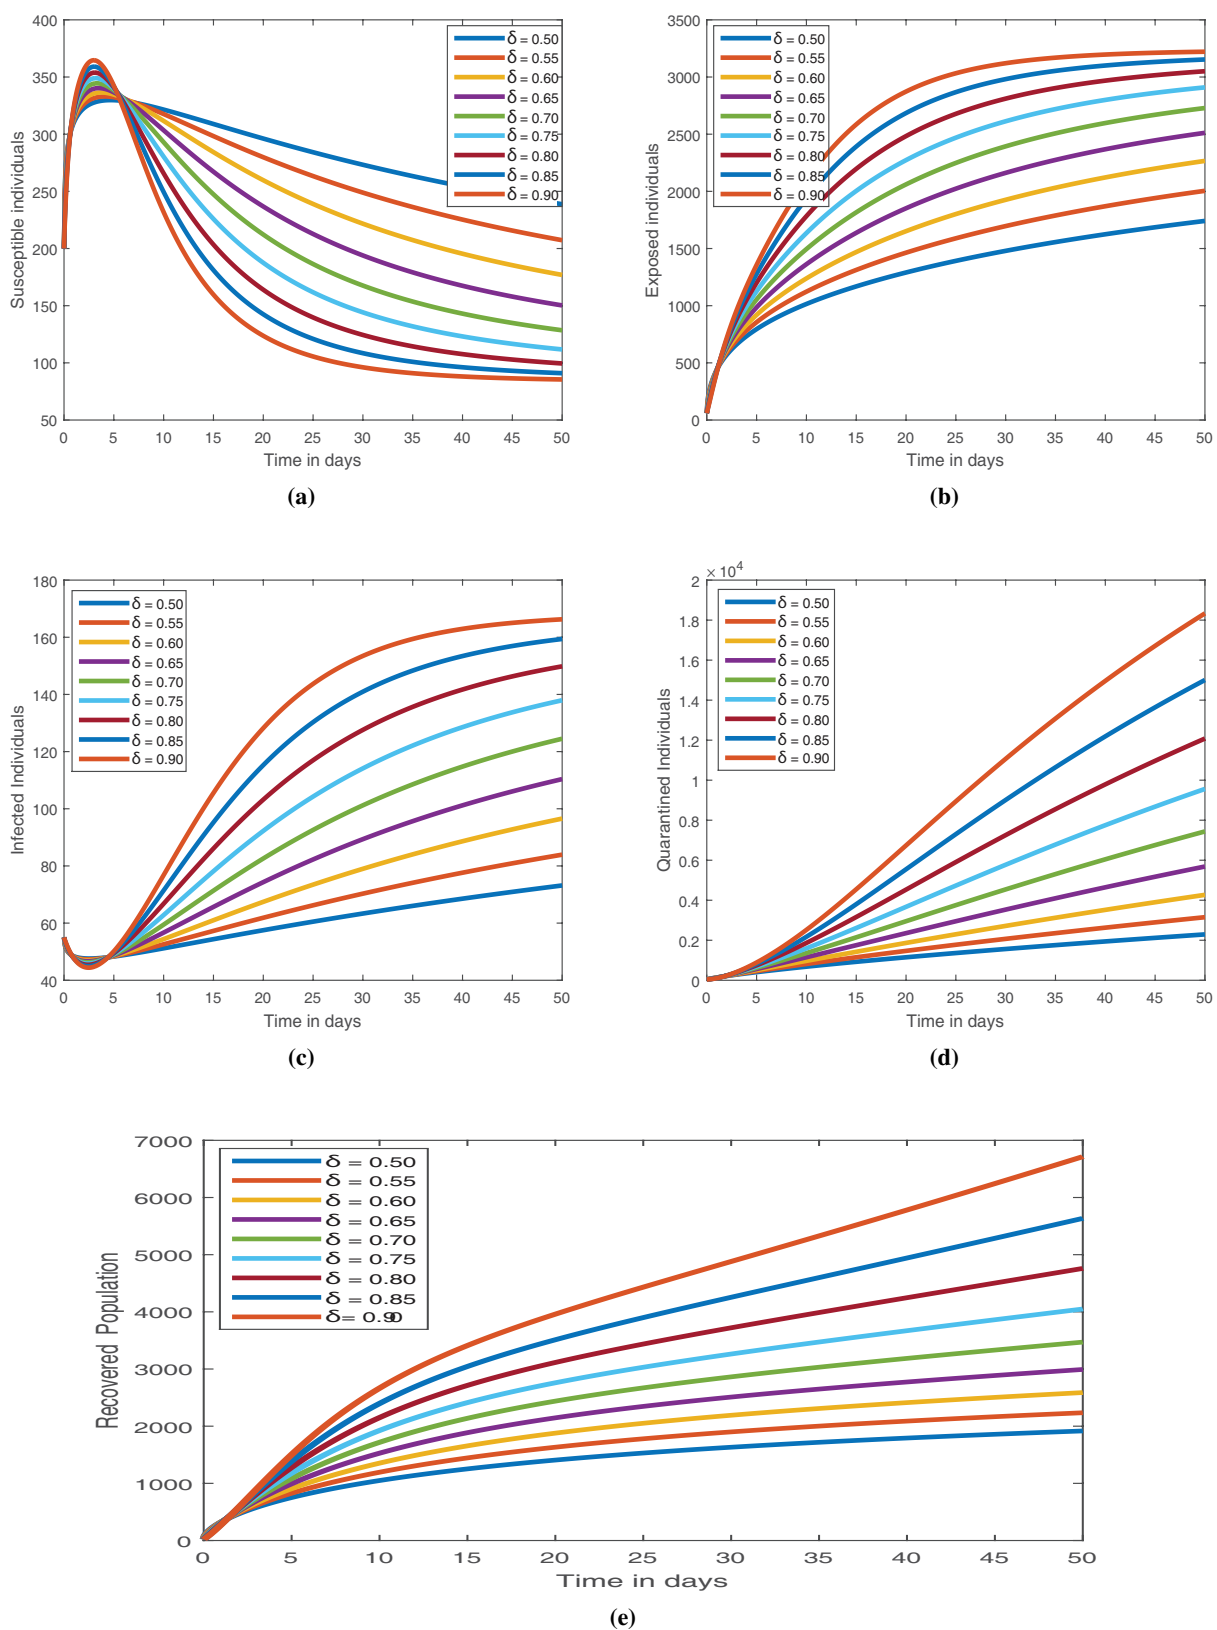 400
350
300
250
200
150
100
50
0 5 10 15 20 25 30 35 40 45 50
Susceptible individuals
Time in days
δ = 0.50
δ = 0.55
δ = 0.60
δ = 0.65
δ = 0.70
δ = 0.75
δ = 0.80
δ = 0.85
δ = 0.90
(a)
3500
3000
2500
2000
1500
1000
500
0
0 5 10 15 20 25 30 35 40 45 50
Exposed individuals
Time in days
δ = 0.50
δ = 0.55
δ = 0.60
δ = 0.65
δ = 0.70
δ = 0.75
δ = 0.80
δ = 0.85
δ = 0.90
(b)
180
160
140
120
100
80
60
40
0 5 10 15 20 25 30 35 40 45 50
Infected Individuals
Time in days
δ = 0.50
δ = 0.55
δ = 0.60
δ = 0.65
δ = 0.70
δ = 0.75
δ = 0.80
δ = 0.85
δ = 0.90
(c)
× 10⁴
2
1.8
1.6
1.4
1.2
1
0.8
0.6
0.4
0.2
0
0 5 10 15 20 25 30 35 40 45 50
Quarantined Individuals
Time in days
δ = 0.50
δ = 0.55
δ = 0.60
δ = 0.65
δ = 0.70
δ = 0.75
δ = 0.80
δ = 0.85
δ = 0.90
(d)
7000
6000
5000
4000
3000
2000
1000
0
0 5 10 15 20 25 30 35 40 45 50
Recovered Population
Time in days
δ = 0.50
δ = 0.55
δ = 0.60
δ = 0.65
δ = 0.70
δ = 0.75
δ = 0.80
δ = 0.85
δ= 0.90
(e)